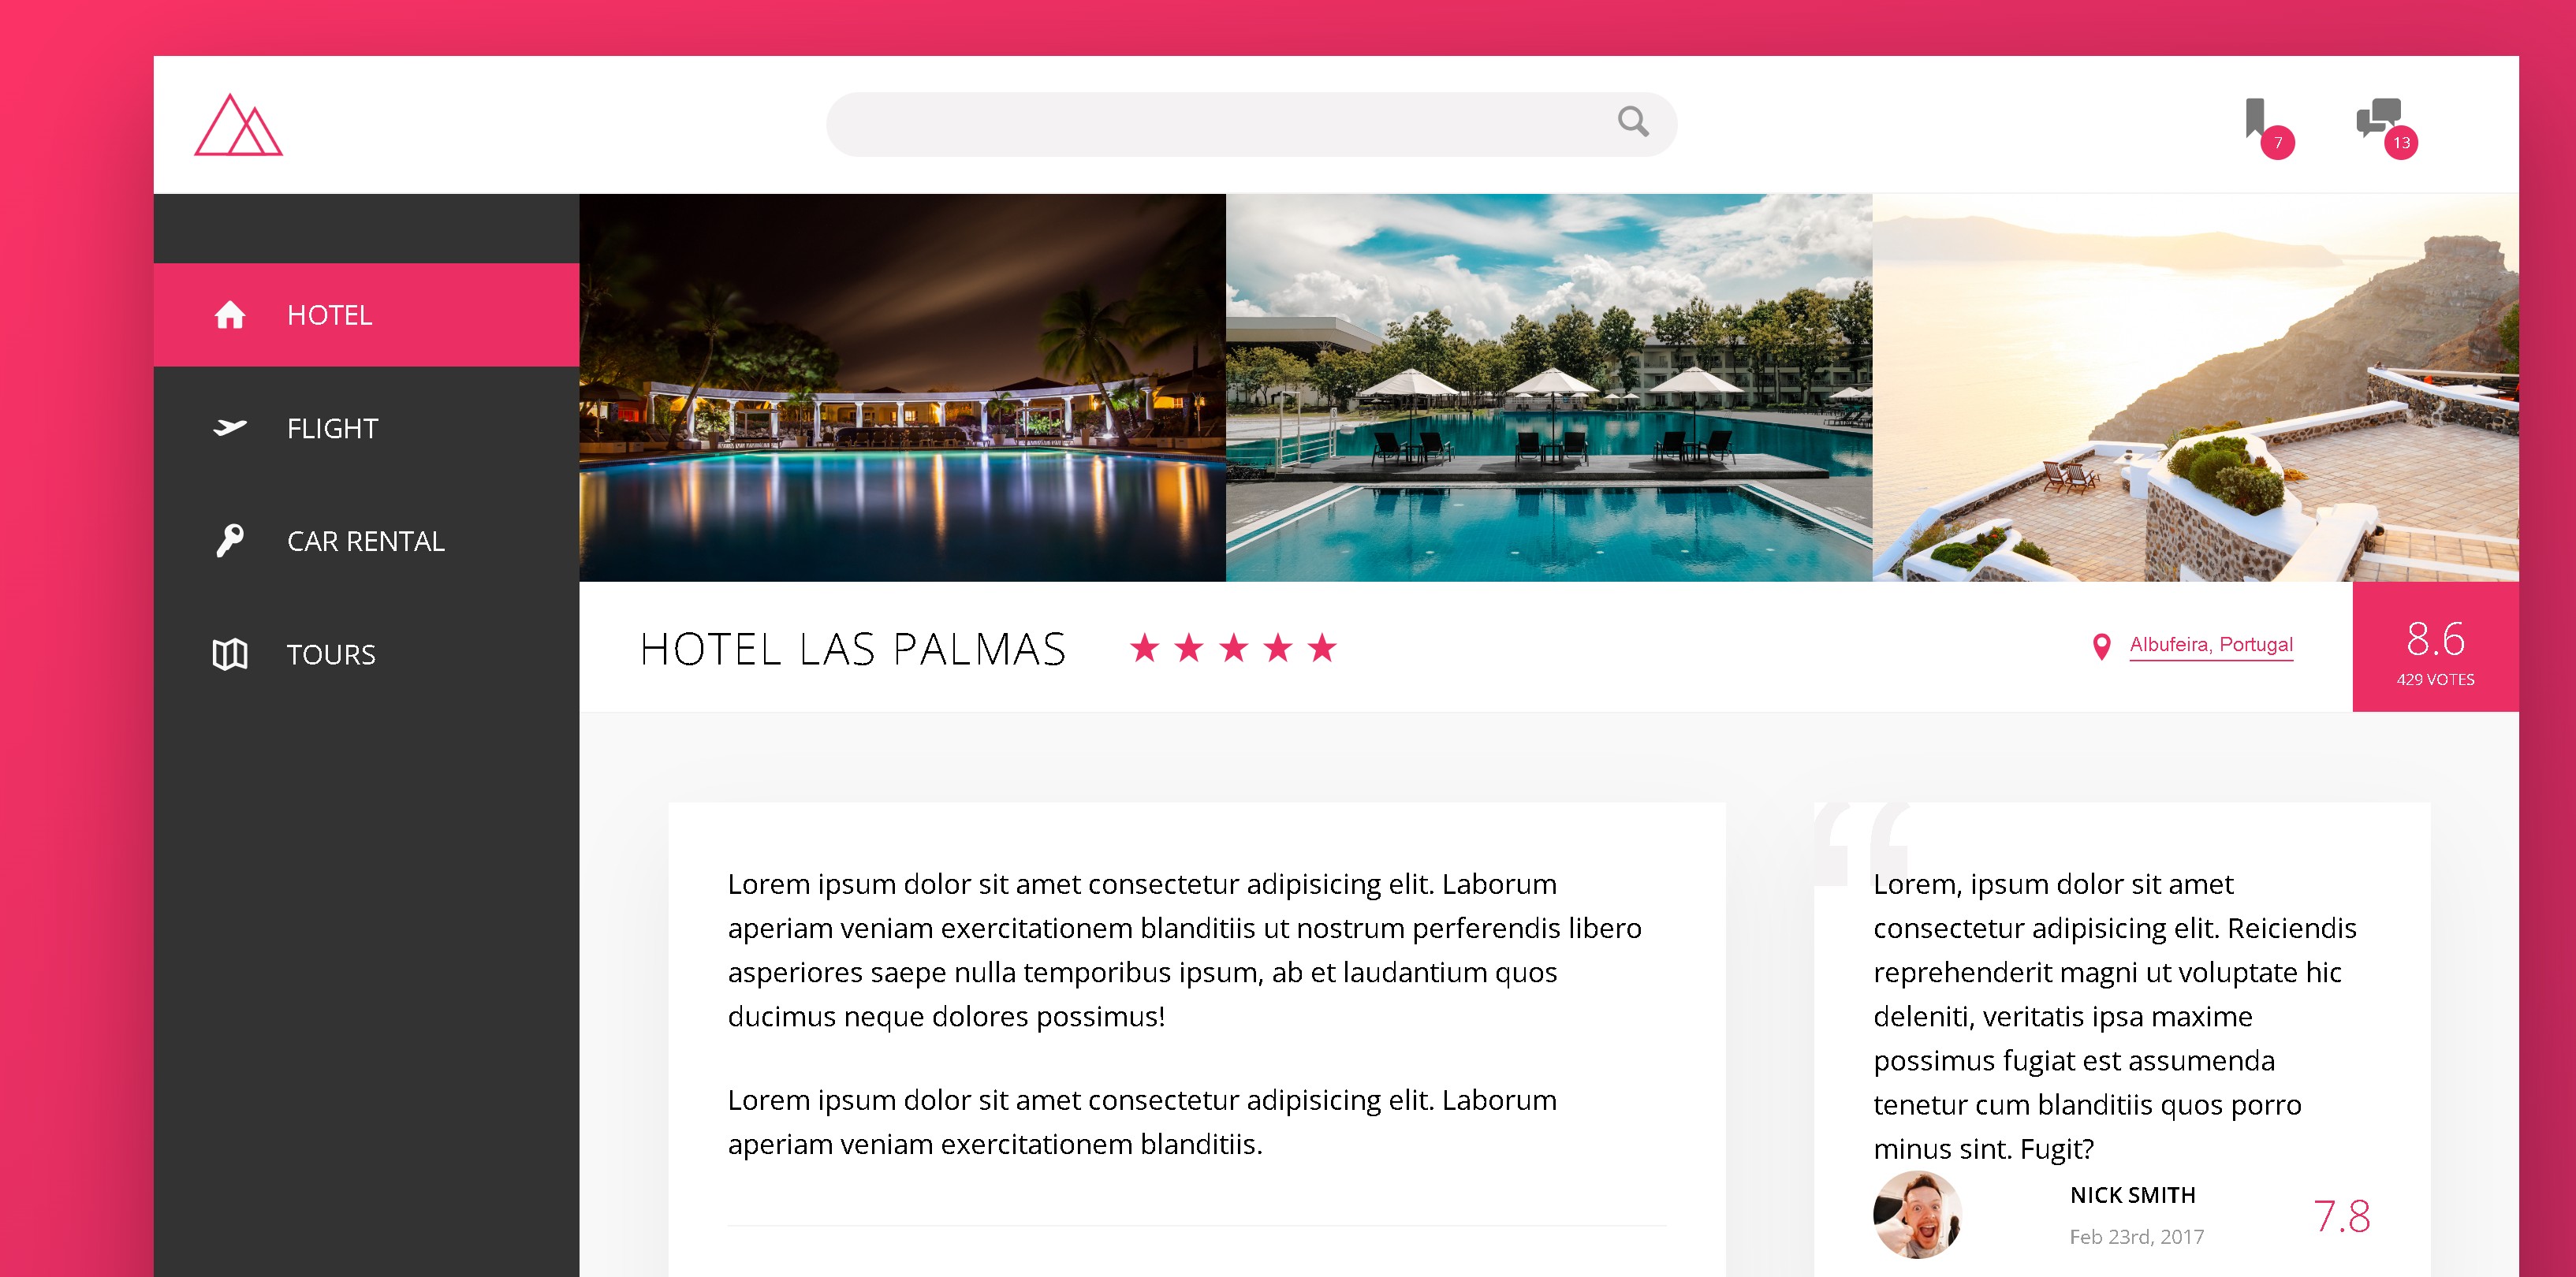 7
13
HOTEL
FLIGHT
CAR RENTAL
TOURS
HOTEL LAS PALMAS
Albufeira, Portugal
8.6
429 VOTES
Lorem ipsum dolor sit amet consectetur adipisicing elit. Laborum
aperiam veniam exercitationem blanditiis ut nostrum perferendis libero
asperiores saepe nulla temporibus ipsum, ab et laudantium quos
ducimus neque dolores possimus!
Lorem ipsum dolor sit amet consectetur adipisicing elit. Laborum
aperiam veniam exercitationem blanditiis.
“
Lorem, ipsum dolor sit amet
consectetur adipisicing elit. Reiciendis
reprehenderit magni ut voluptate hic
deleniti, veritatis ipsa maxime
possimus fugiat est assumenda
tenetur cum blanditiis quos porro
minus sint. Fugit?
NICK SMITH
Feb 23rd, 2017
7.8